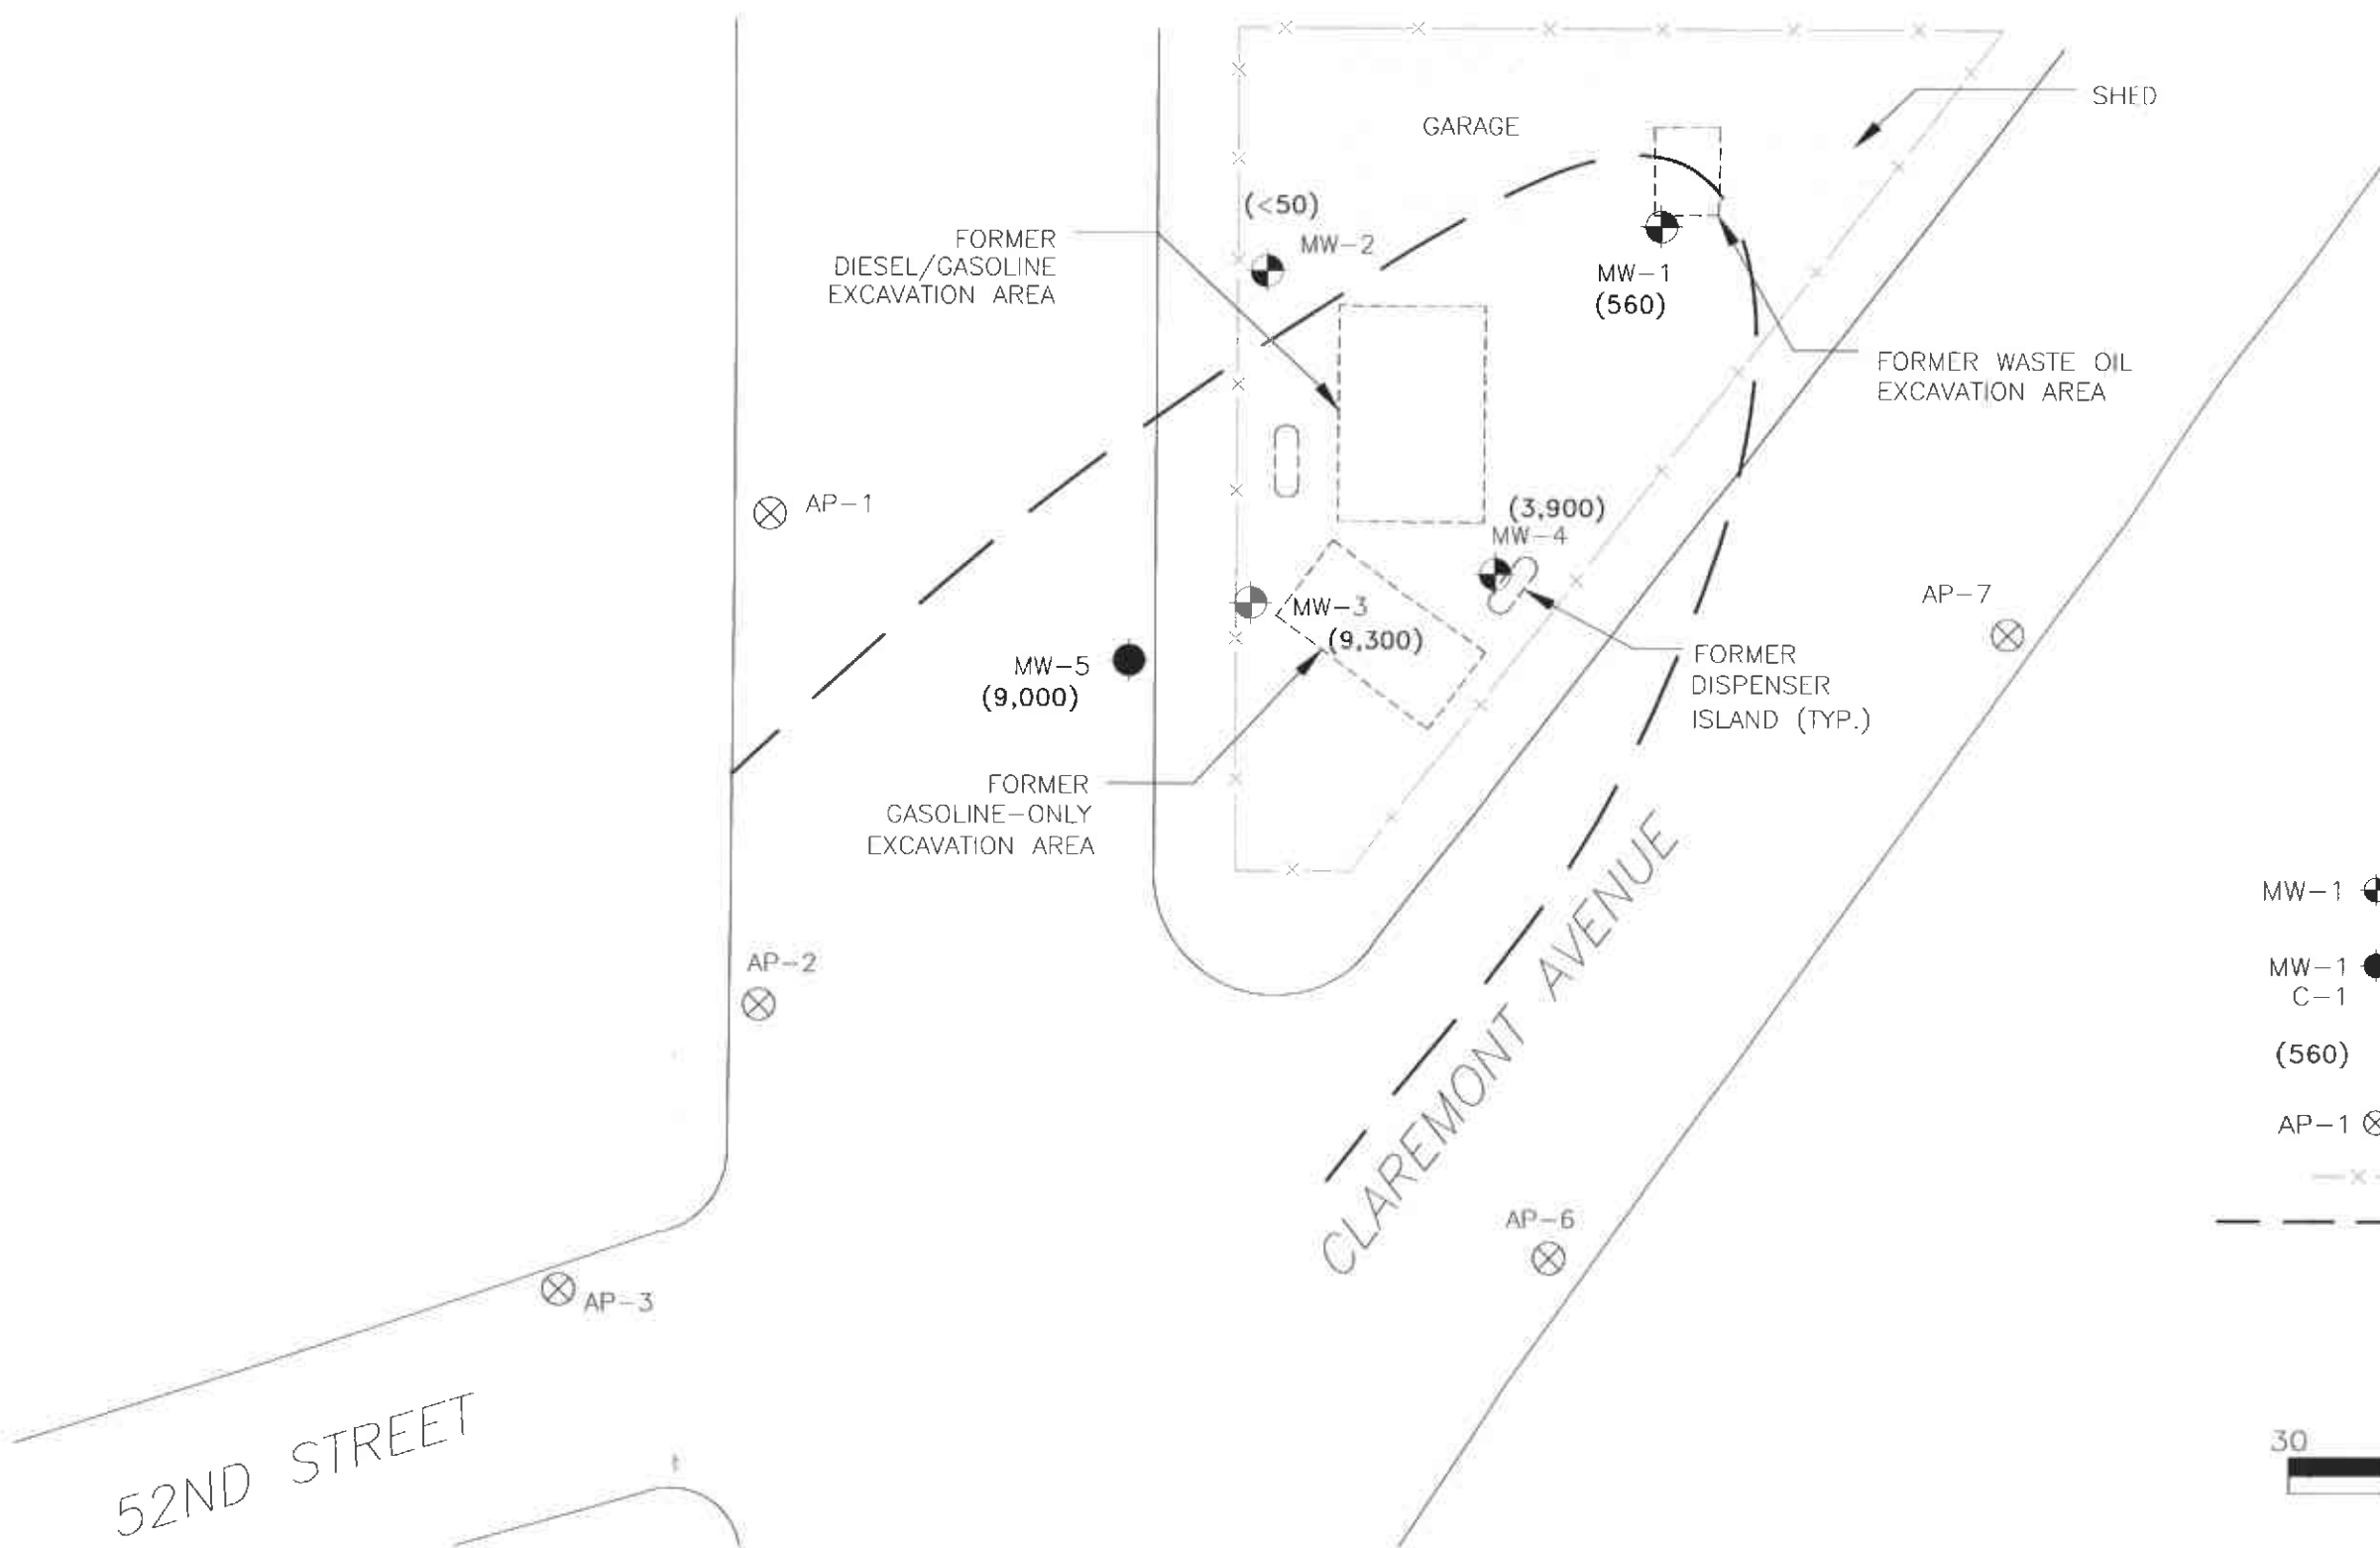 SHED
GARAGE
(<50)
MW-2
FORMER
DIESEL/GASOLINE
EXCAVATION AREA
MW-1
(560)
FORMER WASTE OIL
EXCAVATION AREA
AP-1
(3,900)
MW-4
AP-7
MW-3
(9,300)
MW-5
(9,000)
FORMER
DISPENSER
ISLAND (TYP.)
FORMER
GASOLINE-ONLY
EXCAVATION AREA
CLAREMONT AVENUE
MW-1
AP-2
MW-1
C-1
(560)
AP-1
AP-6
AP-3
52ND STREET
30